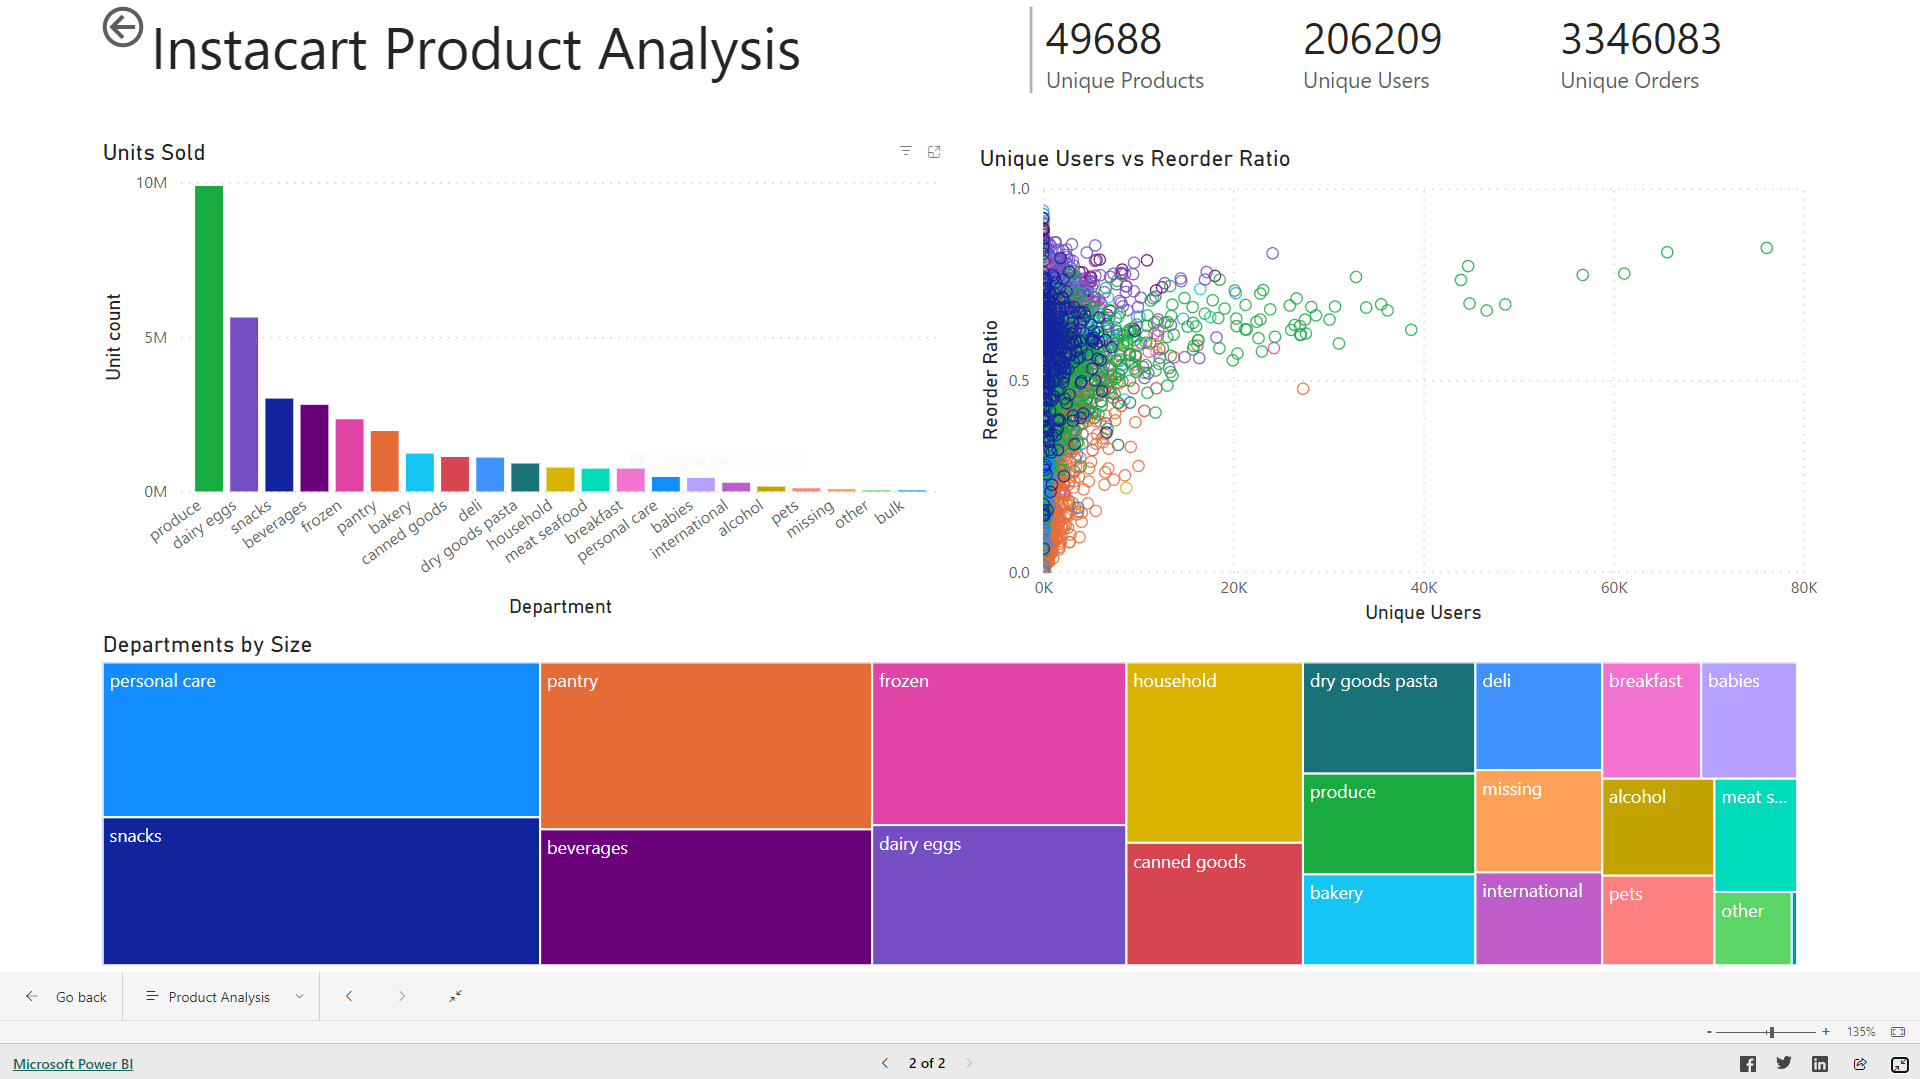 Instacart Product Analysis
49688
Unique Products
206209
Unique Users
3346083
Unique Orders
Units Sold
10M
5M
0M
Unit count
produce
dairy eggs
snacks
beverages
frozen
pantry
bakery
canned goods
deli
dry goods pasta
household
meat seafood
breakfast
personal care
babies
international
alcohol
pets
missing
other
bulk
Department
Unique Users vs Reorder Ratio
1.0
0.5
0.0
Reorder Ratio
0K
20K
40K
60K
80K
Unique Users
Departments by Size
personal care
snacks
pantry
beverages
frozen
dairy eggs
household
canned goods
dry goods pasta
produce
bakery
deli
missing
international
breakfast
babies
alcohol
meat s...
pets
other
Go back
Product Analysis
- + 135%
Microsoft Power BI
2 of 2